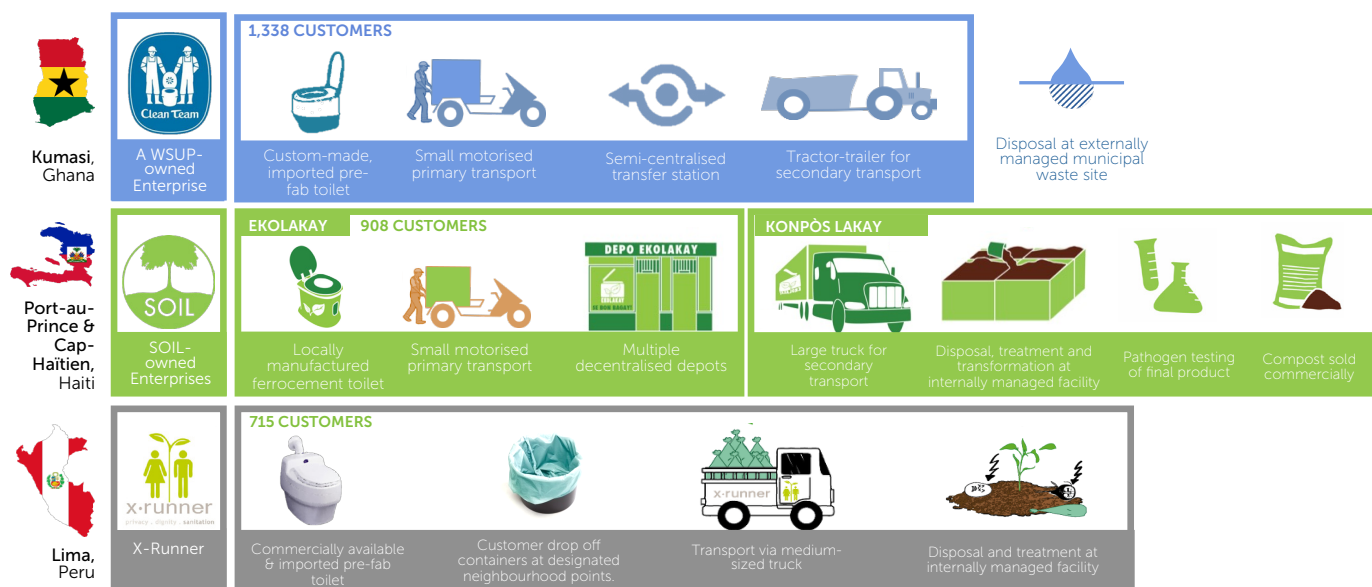 1,338 CUSTOMERS
Clean Team
Kumasi,
Ghana
A WSUP-
owned
Enterprise
Custom-made,
imported pre-
fab toilet
Small motorised
primary transport
Semi-centralised
transfer station
Tractor-trailer for
secondary transport
Disposal at externally
managed municipal
waste site
EKOLAKAY
908 CUSTOMERS
KONPÒS LAKAY
SOIL
DEPO EKOLAKAY
EKOLAKAY
Port-au-
Prince &
Cap-
Haïtien,
Haiti
SOIL-
owned
Enterprises
Locally
manufactured
ferrocement toilet
Small motorised
primary transport
Multiple
decentralised depots
Large truck for
secondary
transport
Disposal, treatment and
transformation at
internally managed facility
Pathogen testing
of final product
Compost sold
commercially
715 CUSTOMERS
x·runner
privacy . dignity . sanitation
x-runner
Lima,
Peru
X-Runner
Commercially available
& imported pre-fab
toilet
Customer drop off
containers at designated
neighbourhood points.
Transport via medium-
sized truck
Disposal and treatment at
internally managed facility